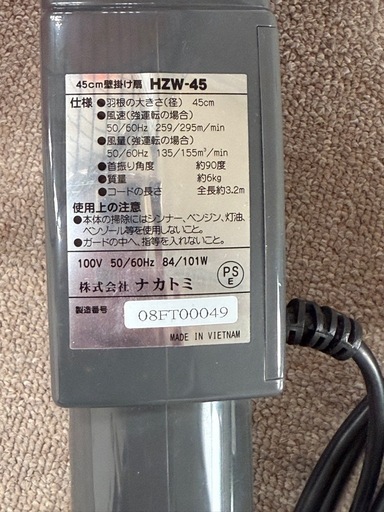 45cm壁掛け扇 HZW-45
仕様 ●羽根の大きさ(径) 45cm
●風速(強運転の場合)
50/60Hz 259/295m/min
●風量(強運転の場合)
50/60Hz 135/155m³/min
●首振り角度 約90度
●質量 約6kg
●コードの長さ 全長約3.2m
使用上の注意
●本体の掃除にはシンナー、ベンジン、灯油、
ベンゾール等を使用しないこと。
●ガードの中へ、指等を入れないこと。
100V 50/60Hz 84/101W
PS
E
株式会社 ナカトミ
製造番号 08FT00049
MADE IN VIETNAM